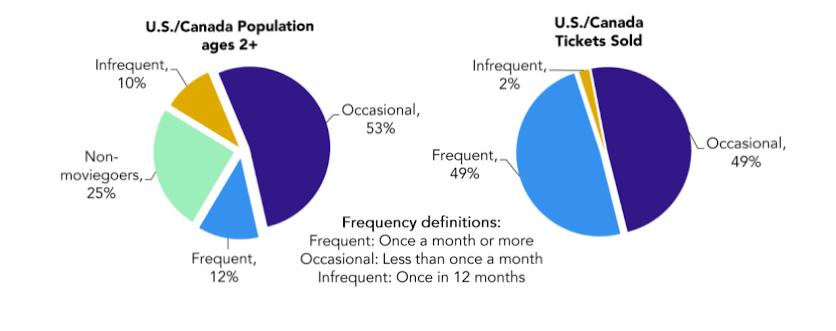 U.S./Canada Population
ages 2+
Infrequent,
10%
Occasional,
53%
Non-
moviegoers,
25%
Frequent,
12%
U.S./Canada
Tickets Sold
Infrequent,
2%
Frequent,
49%
Occasional,
49%
Frequency definitions:
Frequent: Once a month or more
Occasional: Less than once a month
Infrequent: Once in 12 months